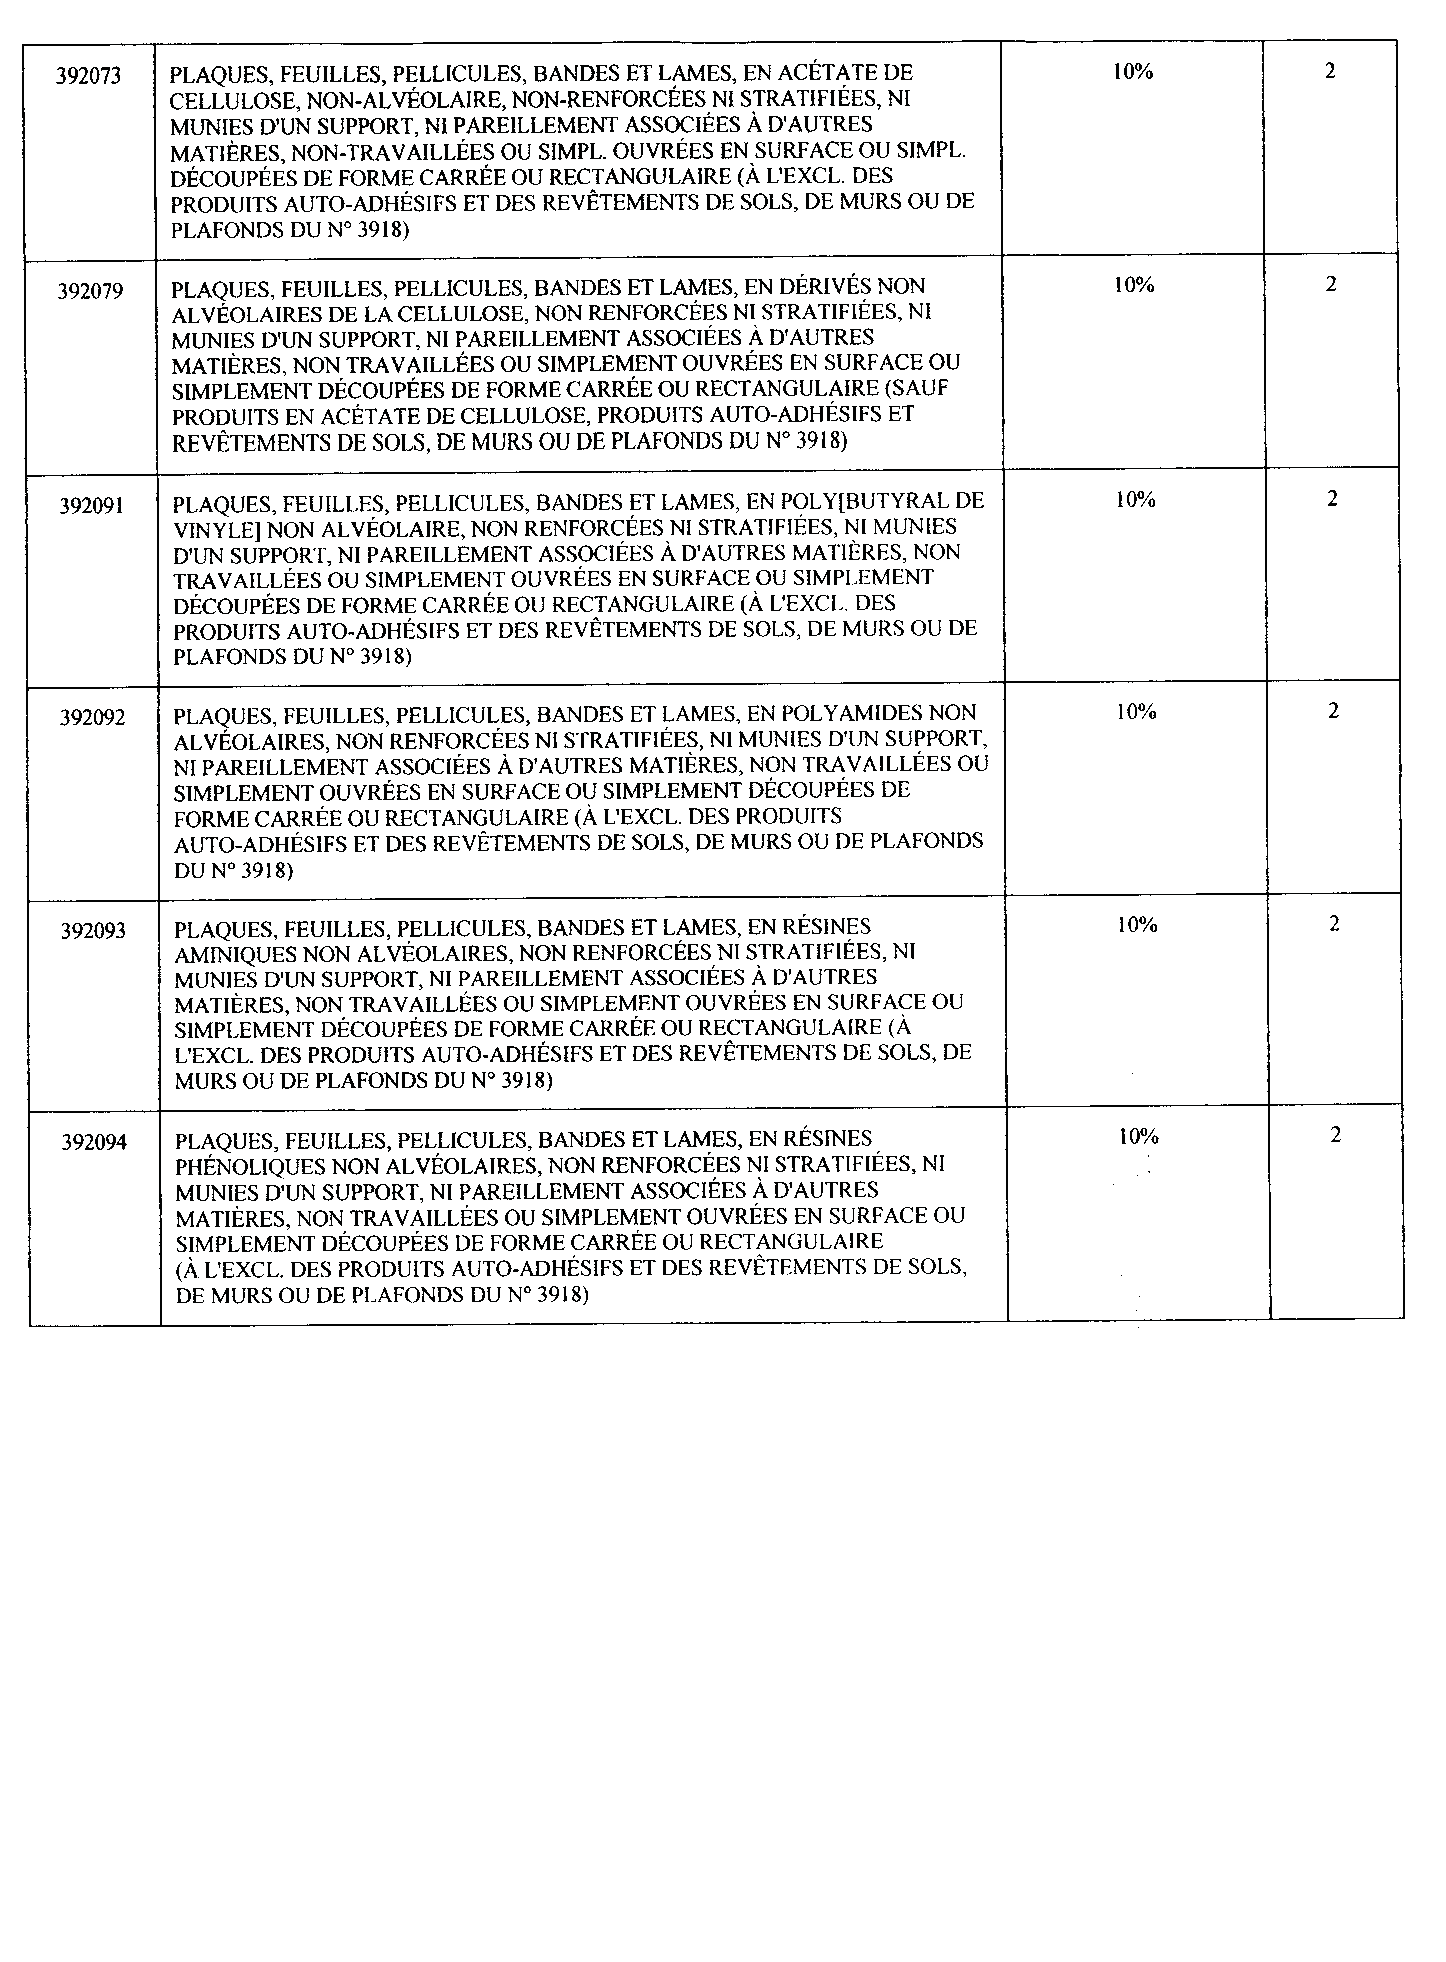 392073 PLAQUES, FEUILLES, PELLICULES, BANDES ET LAMES, EN ACÉTATE DE 10% 2
CELLULOSE, NON-ALVÉOLAIRE, NON-RENFORCÉES NI STRATIFIÉES, NI
MUNIES D'UN SUPPORT, NI PAREILLEMENT ASSOCIÉES À D'AUTRES
MATIÈRES, NON-TRAVAILLÉES OU SIMPL. OUVRÉES EN SURFACE OU SIMPL.
DÉCOUPÉES DE FORME CARRÉE OU RECTANGULAIRE (À L'EXCL. DES
PRODUITS AUTO-ADHÉSIFS ET DES REVÊTEMENTS DE SOLS, DE MURS OU DE
PLAFONDS DU N° 3918)
392079 PLAQUES, FEUILLES, PELLICULES, BANDES ET LAMES, EN DÉRIVÉS NON 10% 2
ALVÉOLAIRES DE LA CELLULOSE, NON RENFORCÉES NI STRATIFIÉES, NI
MUNIES D'UN SUPPORT, NI PAREILLEMENT ASSOCIÉES À D'AUTRES
MATIÈRES, NON TRAVAILLÉES OU SIMPLEMENT OUVRÉES EN SURFACE OU
SIMPLEMENT DÉCOUPÉES DE FORME CARRÉE OU RECTANGULAIRE (SAUF
PRODUITS EN ACÉTATE DE CELLULOSE, PRODUITS AUTO-ADHÉSIFS ET
REVÊTEMENTS DE SOLS, DE MURS OU DE PLAFONDS DU N° 3918)
392091 PLAQUES, FEUILLES, PELLICULES, BANDES ET LAMES, EN POLY[BUTYRAL DE 10% 2
VINYLE] NON ALVÉOLAIRE, NON RENFORCÉES NI STRATIFIÉES, NI MUNIES
D'UN SUPPORT, NI PAREILLEMENT ASSOCIÉES À D'AUTRES MATIÈRES, NON
TRAVAILLÉES OU SIMPLEMENT OUVRÉES EN SURFACE OU SIMPLEMENT
DÉCOUPÉES DE FORME CARRÉE OU RECTANGULAIRE (À L'EXCL. DES
PRODUITS AUTO-ADHÉSIFS ET DES REVÊTEMENTS DE SOLS, DE MURS OU DE
PLAFONDS DU N° 3918)
392092 PLAQUES, FEUILLES, PELLICULES, BANDES ET LAMES, EN POLYAMIDES NON 10% 2
ALVÉOLAIRES, NON RENFORCÉES NI STRATIFIÉES, NI MUNIES D'UN SUPPORT,
NI PAREILLEMENT ASSOCIÉES À D'AUTRES MATIÈRES, NON TRAVAILLÉES OU
SIMPLEMENT OUVRÉES EN SURFACE OU SIMPLEMENT DÉCOUPÉES DE
FORME CARRÉE OU RECTANGULAIRE (À L'EXCL. DES PRODUITS
AUTO-ADHÉSIFS ET DES REVÊTEMENTS DE SOLS, DE MURS OU DE PLAFONDS
DU N° 3918)
392093 PLAQUES, FEUILLES, PELLICULES, BANDES ET LAMES, EN RÉSINES 10% 2
AMINIQUES NON ALVÉOLAIRES, NON RENFORCÉES NI STRATIFIÉES, NI
MUNIES D'UN SUPPORT, NI PAREILLEMENT ASSOCIÉES À D'AUTRES
MATIÈRES, NON TRAVAILLÉES OU SIMPLEMENT OUVRÉES EN SURFACE OU
SIMPLEMENT DÉCOUPÉES DE FORME CARRÉE OU RECTANGULAIRE (À
L'EXCL. DES PRODUITS AUTO-ADHÉSIFS ET DES REVÊTEMENTS DE SOLS, DE
MURS OU DE PLAFONDS DU N° 3918)
392094 PLAQUES, FEUILLES, PELLICULES, BANDES ET LAMES, EN RÉSINES 10% 2
PHÉNOLIQUES NON ALVÉOLAIRES, NON RENFORCÉES NI STRATIFIÉES, NI
MUNIES D'UN SUPPORT, NI PAREILLEMENT ASSOCIÉES À D'AUTRES
MATIÈRES, NON TRAVAILLÉES OU SIMPLEMENT OUVRÉES EN SURFACE OU
SIMPLEMENT DÉCOUPÉES DE FORME CARRÉE OU RECTANGULAIRE
(À L'EXCL. DES PRODUITS AUTO-ADHÉSIFS ET DES REVÊTEMENTS DE SOLS,
DE MURS OU DE PLAFONDS DU N° 3918)